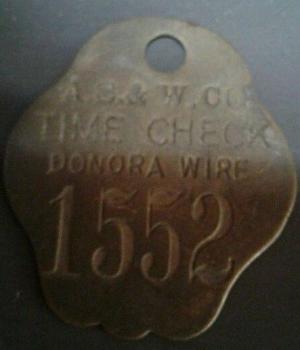 A.S.& W.CO.
TIME CHECK
DONORA WIRE
1552